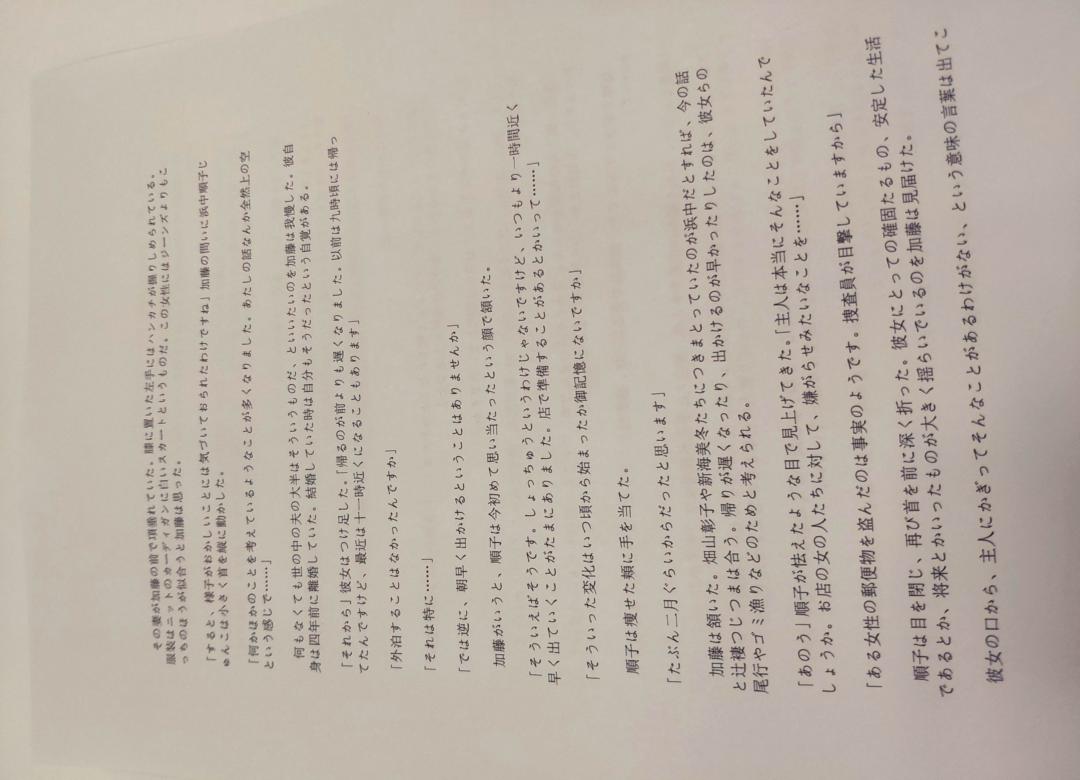 その妻が加藤の前で項垂れていた。膝に置いた左手にはハンカチが握りしめられている。
服装はニットのカーディガンに白いスカートというものだ。この女性にはジーンズよりもこ
っちのほうが似合うと加藤は思った。
「すると、様子がおかしいことには気づいておられたわけですね」加藤の問いに浜中順子じ
ゅんこは小さく首を縦に動かした。
「何かほかのことを考えているようなことが多くなりました。あたしの話なんか全然上の空
という感じで……」
何もなくてもの世の中の夫の大半はそういうものだ、といいたいのを加藤は我慢した。彼自
身は四年前に離婚していた。結婚していた時は自分もそうだったという自覚がある。
「それから」彼女はつけ足した。「帰るのが前よりも遅くなりました。以前は九時頃には帰っ
てたんですけど、最近は十一時近くになることもあります」
「外泊することはなかったんですか」
「それは特に……」
「では逆に、朝早く出かけるということはありませんか」
加藤がいうと、順子は今初めて思い当たったという顔で頷いた。
「そういえばそうです。しょっちゅうというわけじゃないですけど、いつもより一時間近く
早く出ていくことがたまにありました。店で準備することがあるとかいって……」
「そういった変化はいつ頃から始まったか御記憶にないですか」
順子は痩せた頬に手を当てた。
「たぶん二月ぐらいからだったと思います」
加藤は頷いた。畑山彰子や新海美冬たちにつきまとっていたのが浜中だとすれば、今の話
と辻褄つじつまは合う。帰りが遅くなったり、出かけるのが早かったりしたのは、彼女らの
尾行やゴミ漁りなどのためと考えられる。
「あのう」順子が怯えたような目で見上げてきた。「主人は本当にそんなことをしていたんで
しょうか。お店の女の人たちに対して、嫌がらせみたいなことを……」
「ある女性の郵便物を盗んだのは事実のようです。捜査員が目撃していますから」
順子は目を閉じ、再び首を前に深く折った。彼女にとっての確固たるもの、安定した生活
であるとか、将来とかいったものが大きく揺らいでいるのを加藤は見届けた。
彼女の口から、主人にかぎってそんなことがあるわけがない、という意味の言葉は出てこ